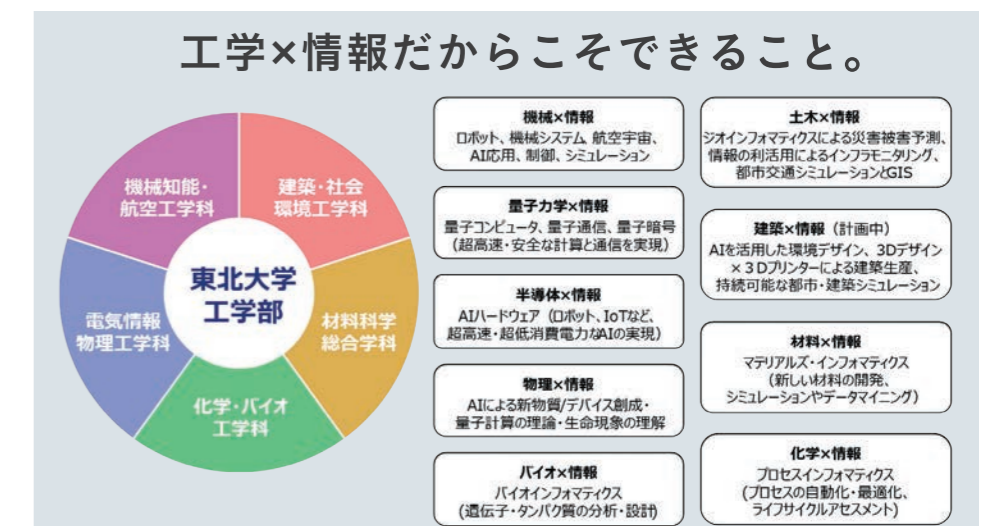 工学×情報だからこそできること。
機械知能・
航空工学科
建築・社会
環境工学科
東北大学
工学部
電気情報
物理工学科
材料科学
総合学科
化学・バイオ
工学科
機械×情報
ロボット、機械システム 航空宇宙、
AI応用、制御、シミュレーション
量子力学×情報
量子コンピュータ、量子通信、量子暗号
(超高速・安全な計算と通信を実現)
半導体×情報
AIハードウェア(ロボット、IoTなど、
超高速・超低消費電力なAIの実現)
物理×情報
AIによる新物質/デバイス創成・
量子計算の理論・生命現象の理解
バイオ×情報
バイオインフォマティクス
(遺伝子・タンパク質の分析・設計)
土木×情報
ジオインフォマティクスによる災害被害予測、
情報の利活用によるインフラモニタリング、
都市交通シミュレーションとGIS
建築×情報(計画中)
AIを活用した環境デザイン、3Dデザイン
×3Dプリンターによる建築生産、
持続可能な都市・建築シミュレーション
材料×情報
マテリアルズ・インフォマティクス
(新しい材料の開発、
シミュレーションやデータマイニング)
化学×情報
プロセスインフォマティクス
(プロセスの自動化・最適化、
ライフサイクルアセスメント)